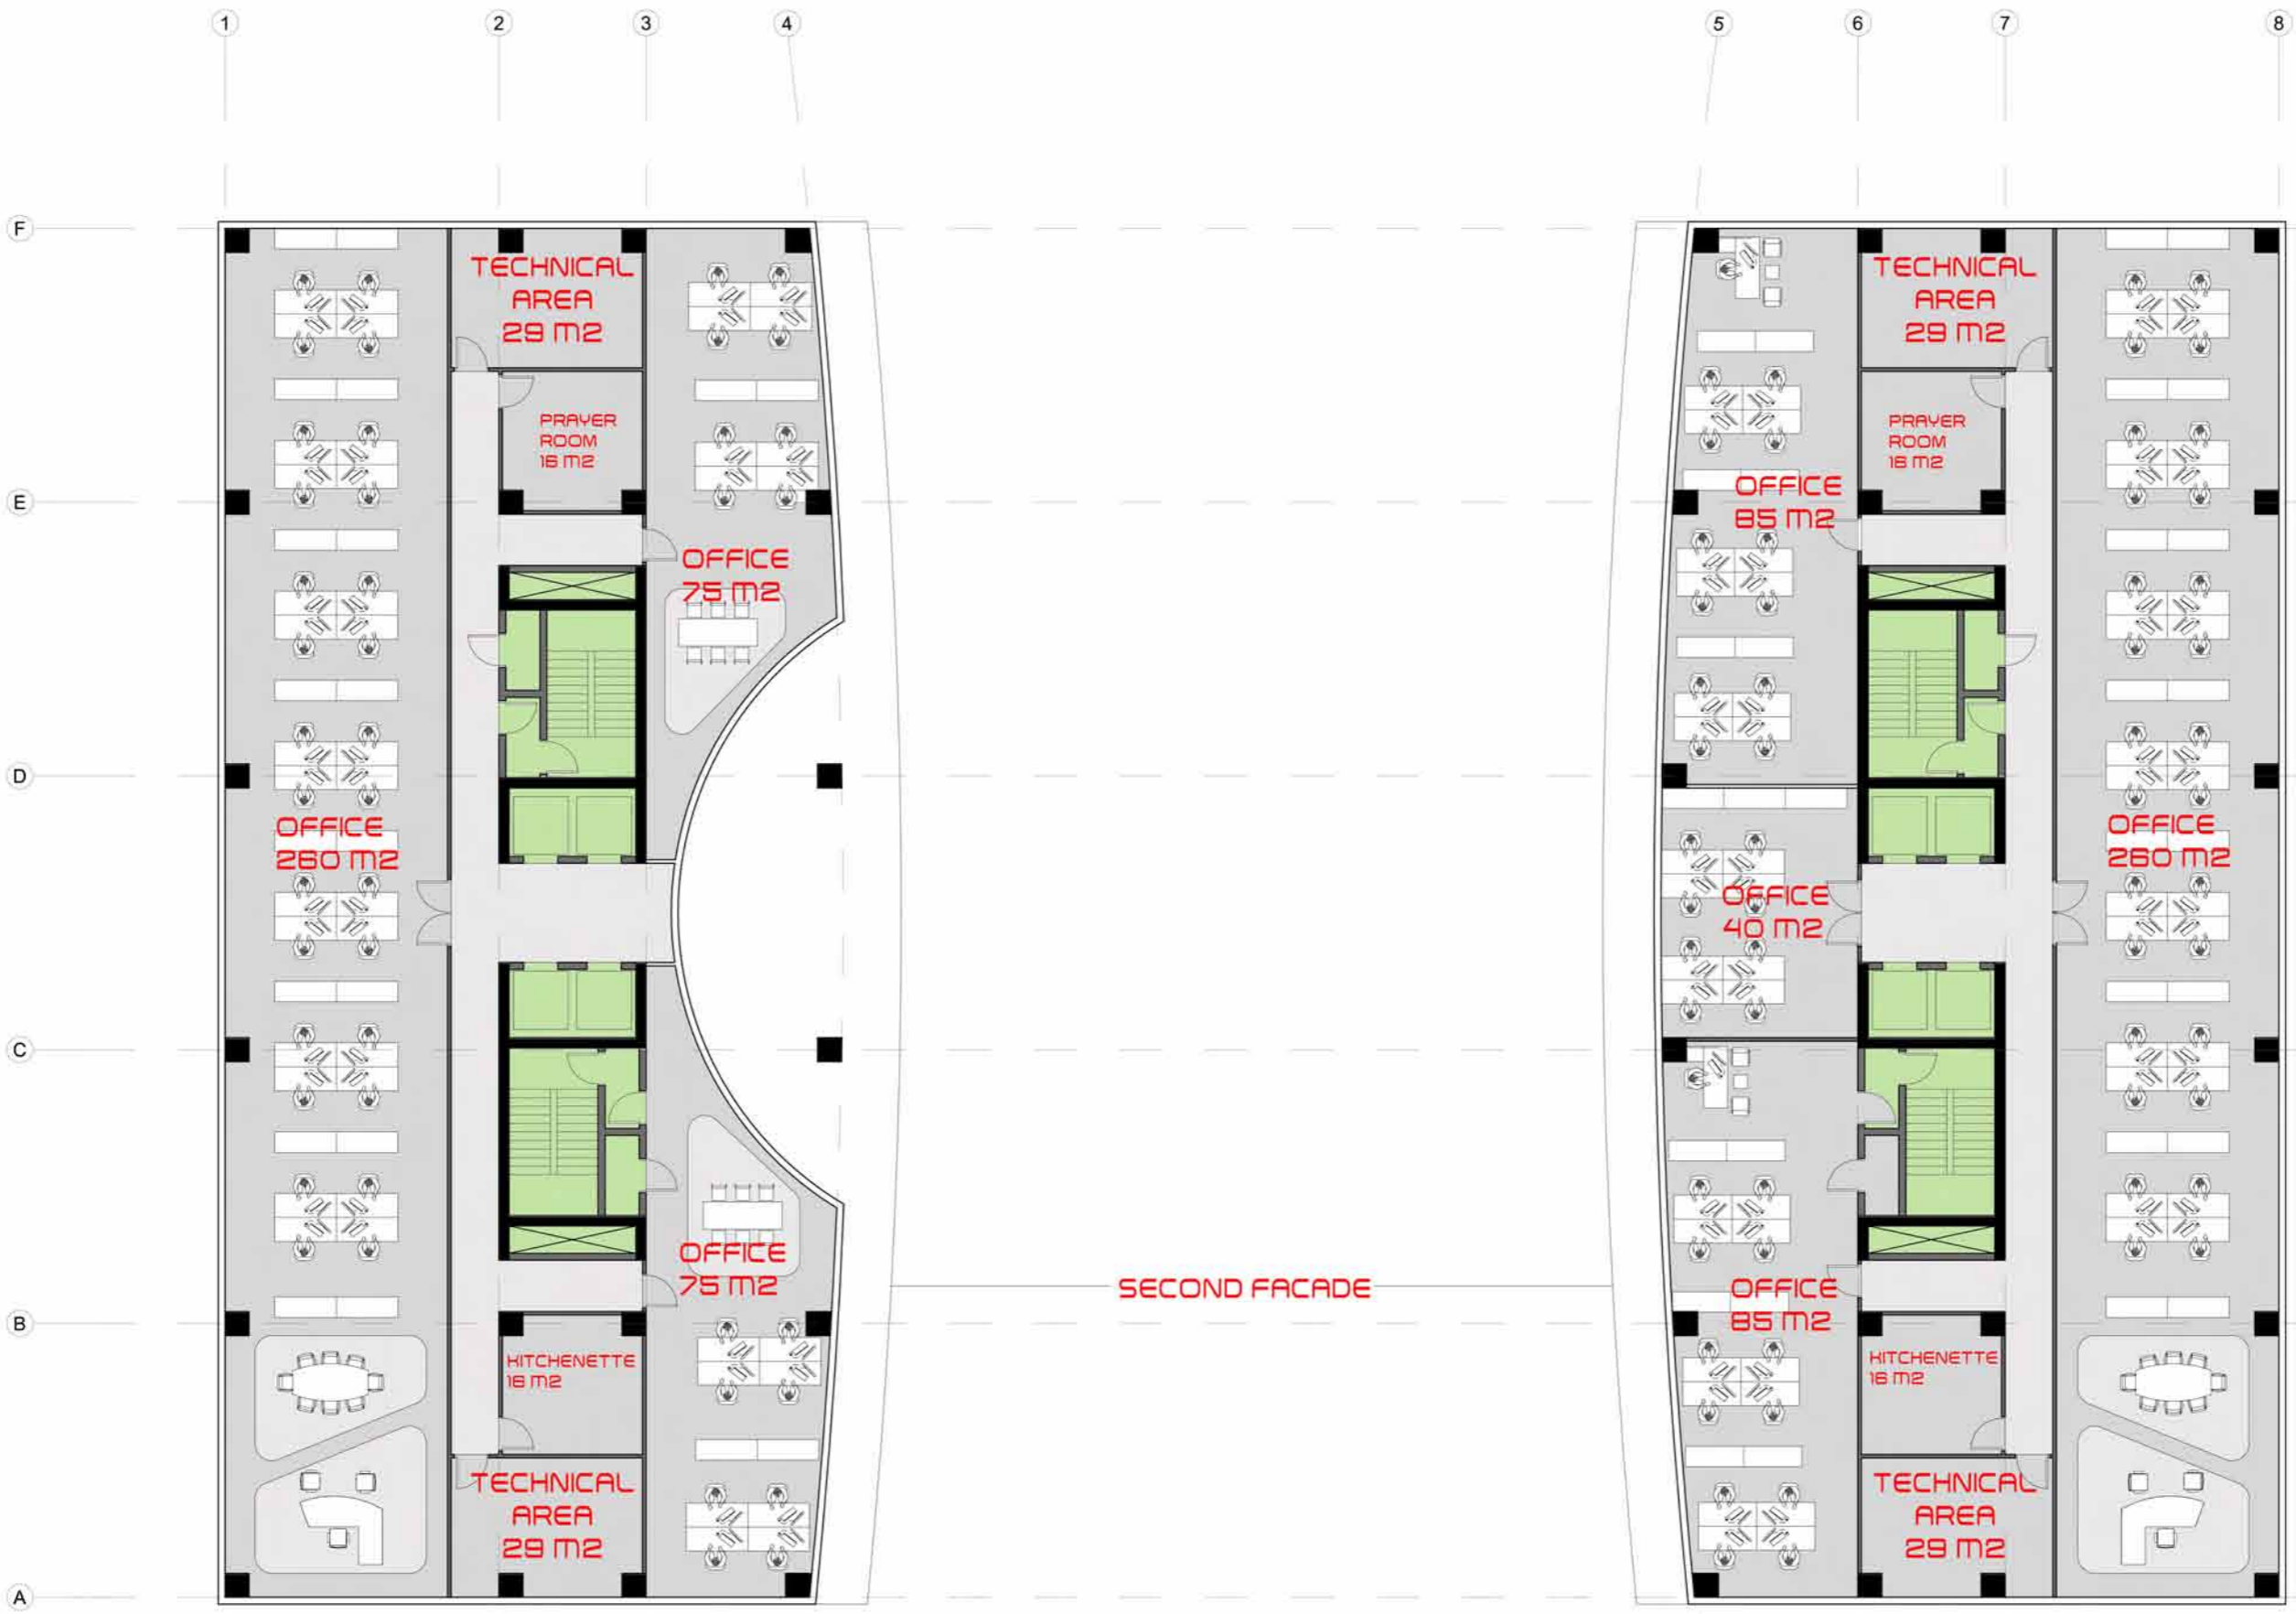 1 2 3 4 5 6 7 8
F
TECHNICAL
AREA
29 M2
TECHNICAL
AREA
29 M2
PRAYER
ROOM
16 M2
PRAYER
ROOM
16 M2
E
OFFICE
85 M2
OFFICE
75 M2
D
OFFICE
260 M2
OFFICE
260 M2
OFFICE
40 M2
C
OFFICE
75 M2
SECOND FACADE
OFFICE
85 M2
B
KITCHENETTE
16 M2
KITCHENETTE
16 M2
TECHNICAL
AREA
29 M2
TECHNICAL
AREA
29 M2
A